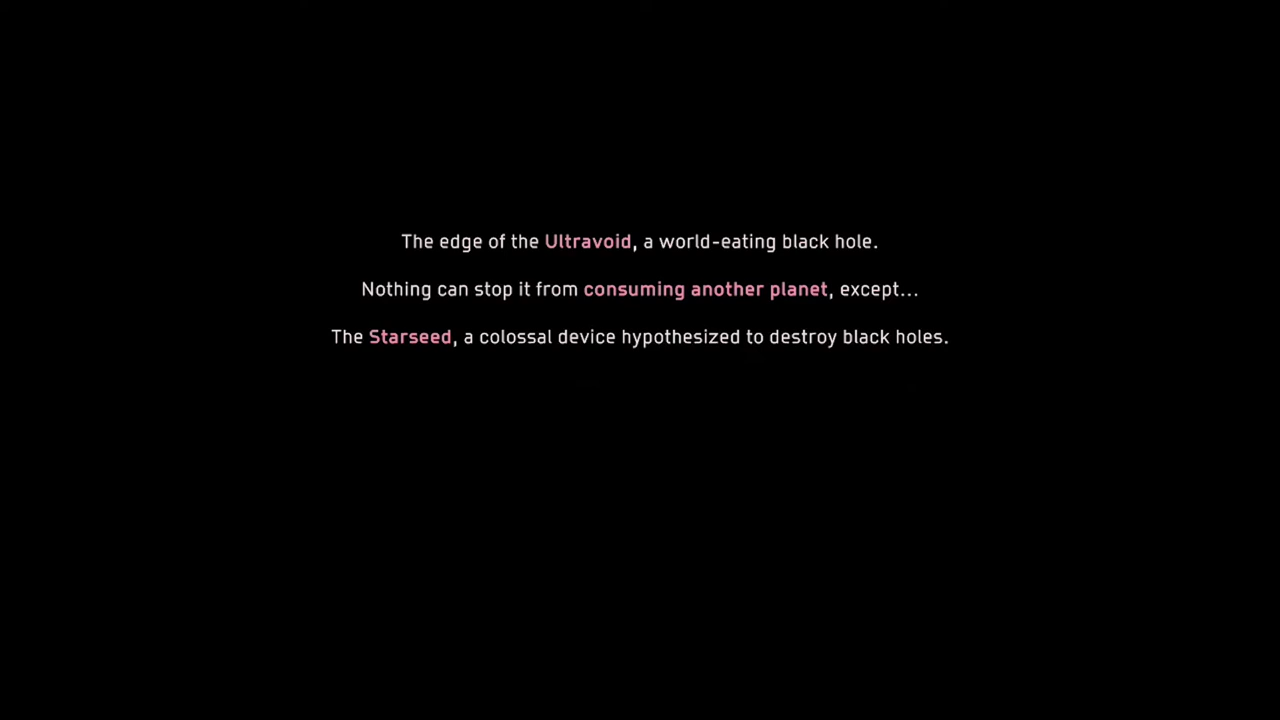 The edge of the Ultravoid, a world-eating black hole.
Nothing can stop it from consuming another planet, except...
The Starseed, a colossal device hypothesized to destroy black holes.